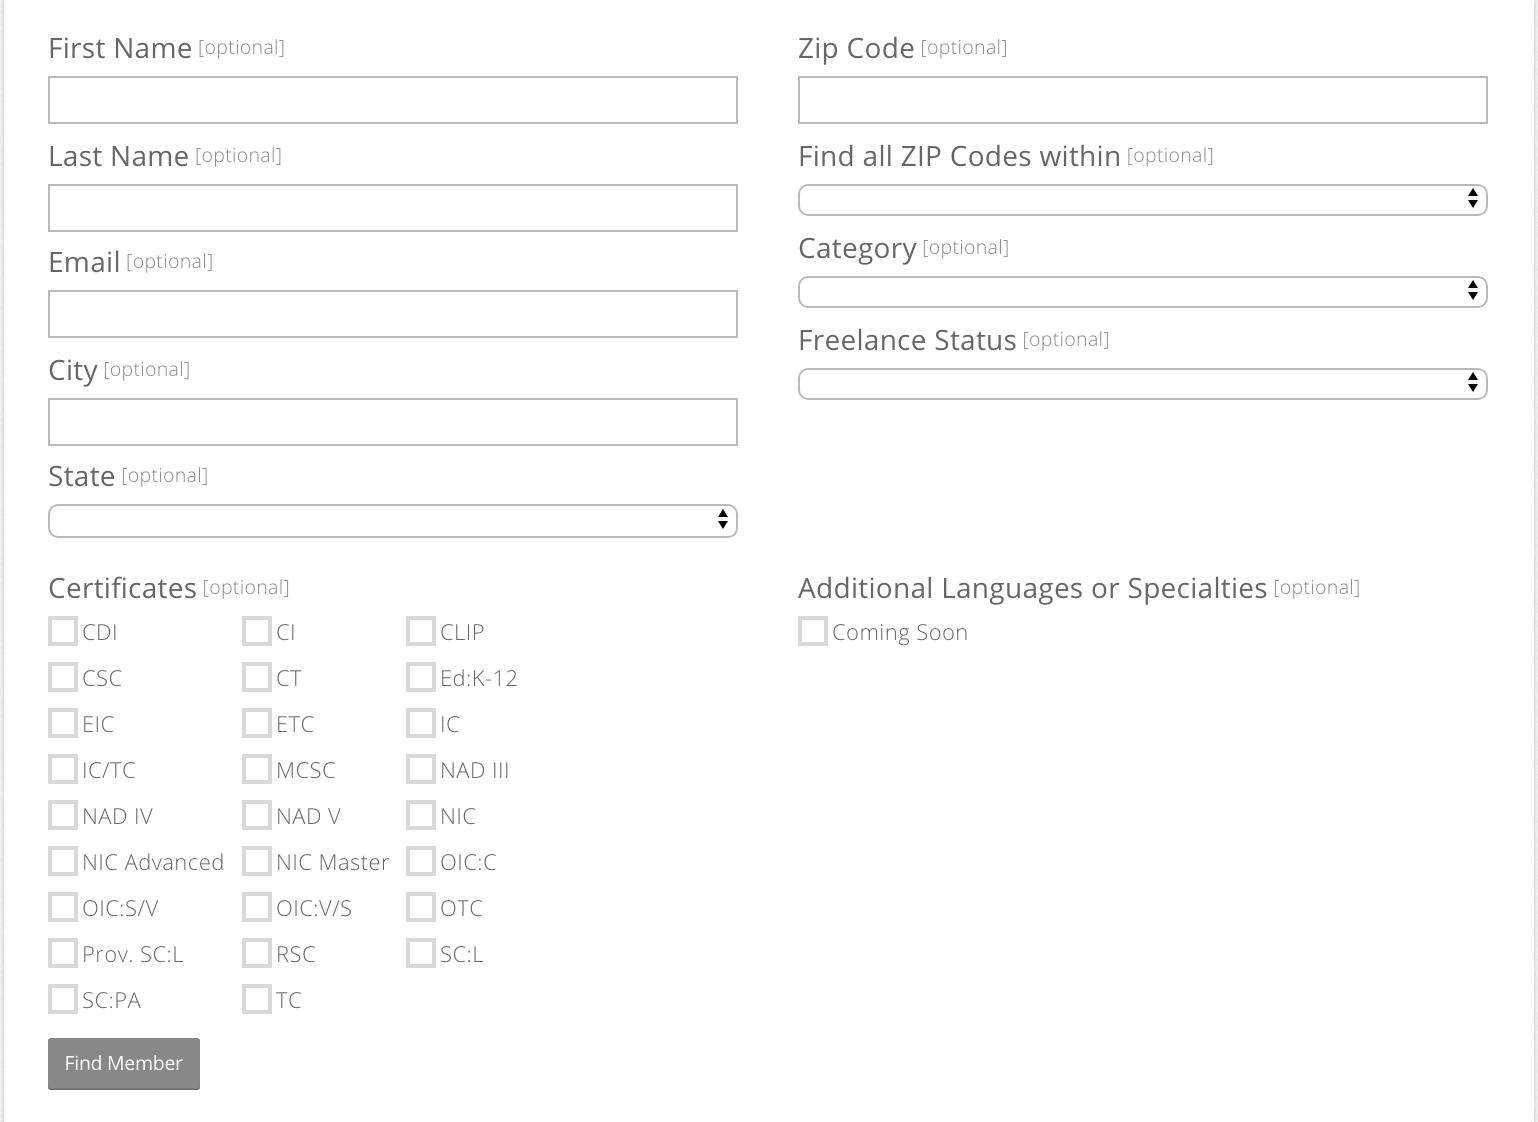 First Name [optional]
Last Name [optional]
Email [optional]
City [optional]
State [optional]
Zip Code [optional]
Find all ZIP Codes within [optional]
Category [optional]
Freelance Status [optional]
Certificates [optional]
CDI CI CLIP
CSC CT Ed:K-12
EIC ETC IC
IC/TC MCSC NAD III
NAD IV NAD V NIC
NIC Advanced NIC Master OIC:C
OIC:S/V OIC:V/S OTC
Prov. SC:L RSC SC:L
SC:PA TC
Additional Languages or Specialties [optional]
Coming Soon
Find Member